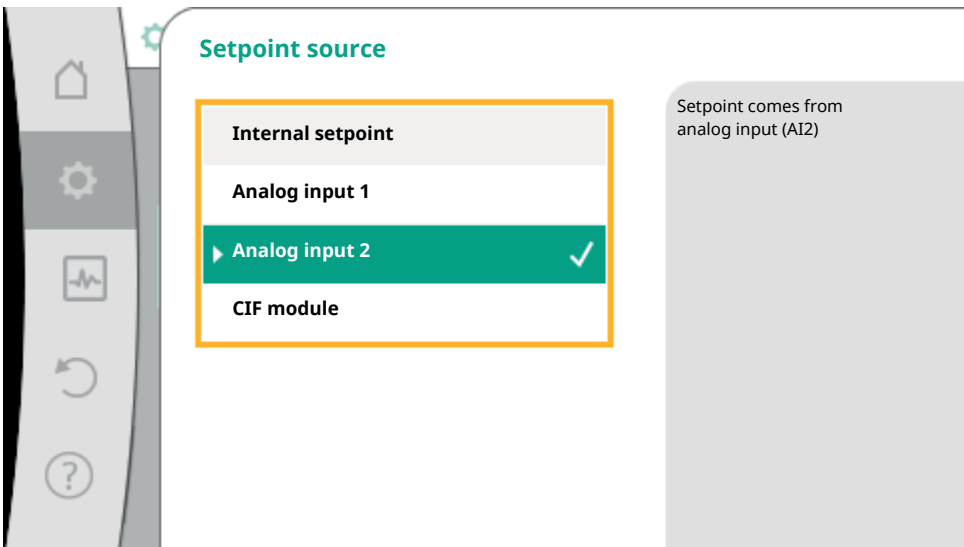 Setpoint source
Internal setpoint
Analog input 1
Analog input 2
CIF module
Setpoint comes from
analog input (AI2)
?